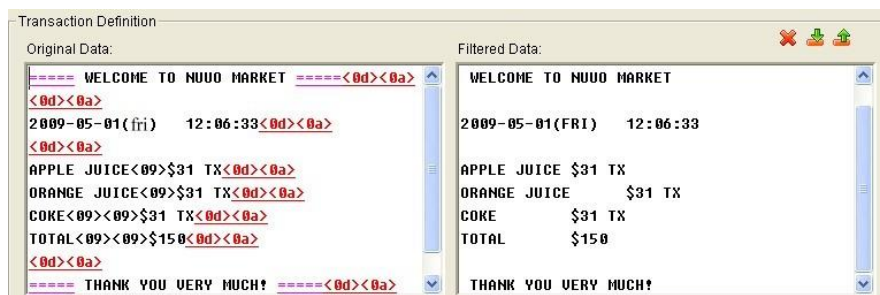 Transaction Definition
Original Data:
===== WELCOME TO NUUO MARKET =====<0d><0a>
<0d><0a>
2009-05-01(fri) 12:06:33<0d><0a>
<0d><0a>
APPLE JUICE<09>$31 TX<0d><0a>
ORANGE JUICE<09>$31 TX<0d><0a>
COKE<09><09>$31 TX<0d><0a>
TOTAL<09><09>$150<0d><0a>
<0d><0a>
===== THANK YOU VERY MUCH! =====<0d><0a>
Filtered Data:
WELCOME TO NUUO MARKET
2009-05-01(FRI) 12:06:33
APPLE JUICE $31 TX
ORANGE JUICE $31 TX
COKE $31 TX
TOTAL $150
THANK YOU VERY MUCH!